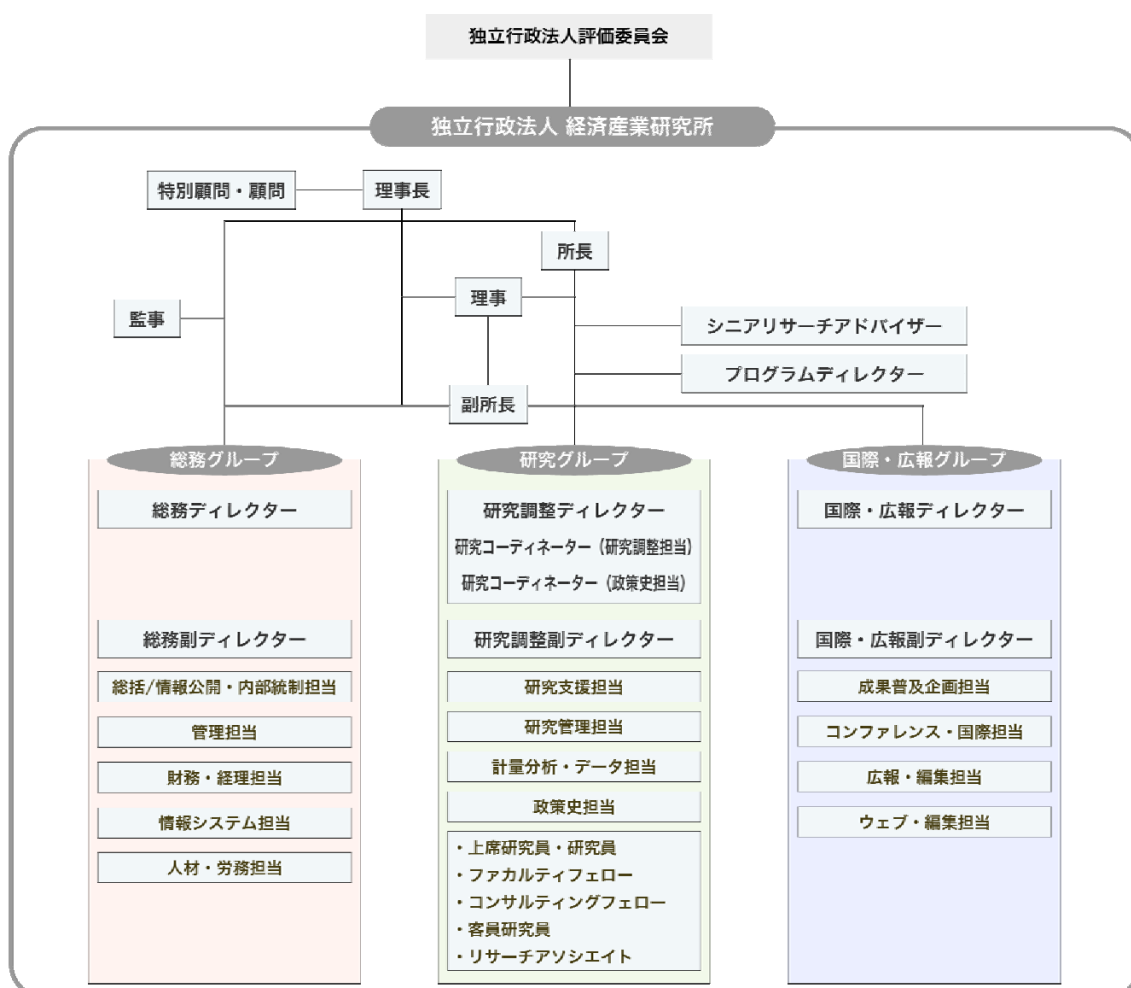 独立行政法人評価委員会
独立行政法人 経済産業研究所
特別顧問・顧問
理事長
所長
理事
監事
シニアリサーチアドバイザー
プログラムディレクター
副所長
総務グループ
総務ディレクター
総務副ディレクター
総括/情報公開・内部統制担当
管理担当
財務・経理担当
情報システム担当
人材・労務担当
研究グループ
研究調整ディレクター
研究コーディネーター（研究調整担当）
研究コーディネーター（政策史担当）
研究調整副ディレクター
研究支援担当
研究管理担当
計量分析・データ担当
政策史担当
・上席研究員・研究員
・ファカルティフェロー
・コンサルティングフェロー
・客員研究員
・リサーチアソシエイト
国際・広報グループ
国際・広報ディレクター
国際・広報副ディレクター
成果普及企画担当
コンファレンス・国際担当
広報・編集担当
ウェブ・編集担当